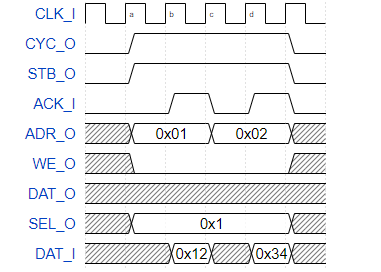 CLK_I a b c d
CYC_O
STB_O
ACK_I
ADR_O 0x01 0x02
WE_O
DAT_O
SEL_O 0x1
DAT_I 0x12 0x34